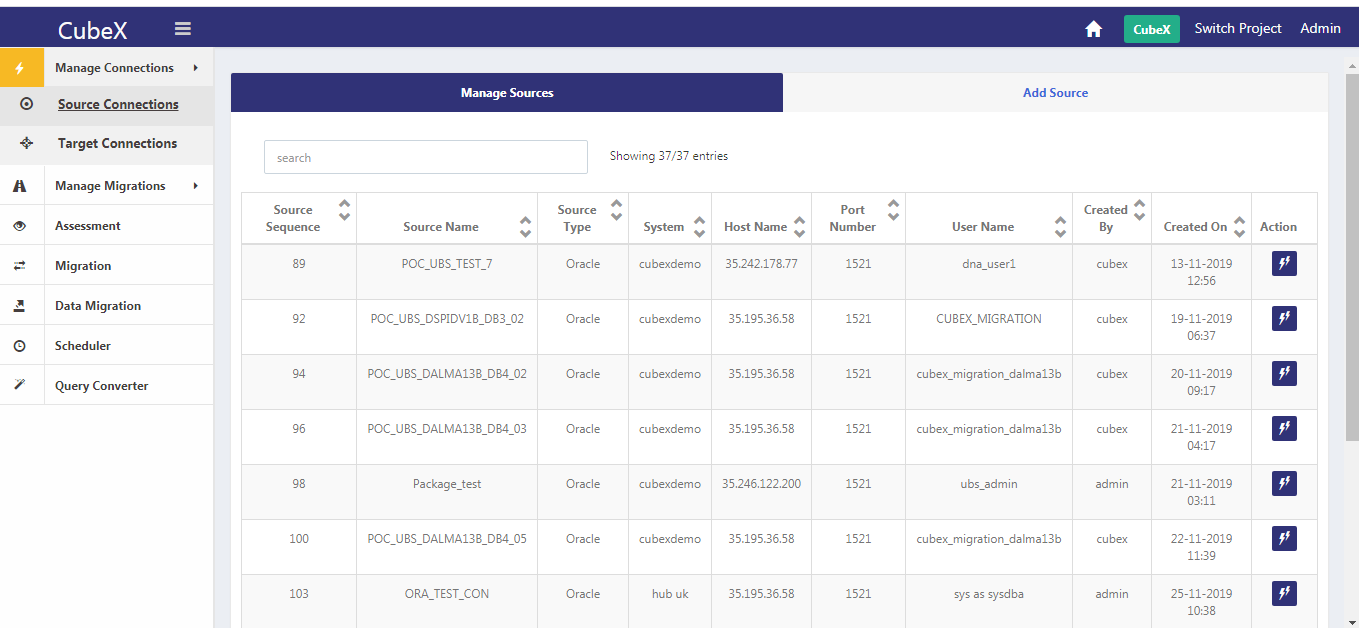 CubeX
CubeX Switch Project Admin
Manage Connections
Source Connections
Target Connections
Manage Migrations
Assessment
Migration
Data Migration
Scheduler
Query Converter
Manage Sources Add Source
search Showing 37/37 entries
Source Sequence Source Name Source Type System Host Name Port Number User Name Created By Created On Action
89 POC_UBS_TEST_7 Oracle cubexdemo 35.242.178.77 1521 dna_user1 cubex 13-11-2019
12:56
92 POC_UBS_DSPIDV1B_DB3_02 Oracle cubexdemo 35.195.36.58 1521 CUBEX_MIGRATION cubex 19-11-2019
06:37
94 POC_UBS_DALMA13B_DB4_02 Oracle cubexdemo 35.195.36.58 1521 cubex_migration_dalma13b cubex 20-11-2019
09:17
96 POC_UBS_DALMA13B_DB4_03 Oracle cubexdemo 35.195.36.58 1521 cubex_migration_dalma13b cubex 21-11-2019
04:17
98 Package_test Oracle cubexdemo 35.246.122.200 1521 ubs_admin admin 21-11-2019
03:11
100 POC_UBS_DALMA13B_DB4_05 Oracle cubexdemo 35.195.36.58 1521 cubex_migration_dalma13b cubex 22-11-2019
11:39
103 ORA_TEST_CON Oracle hub uk 35.195.36.58 1521 sys as sysdba admin 25-11-2019
10:38